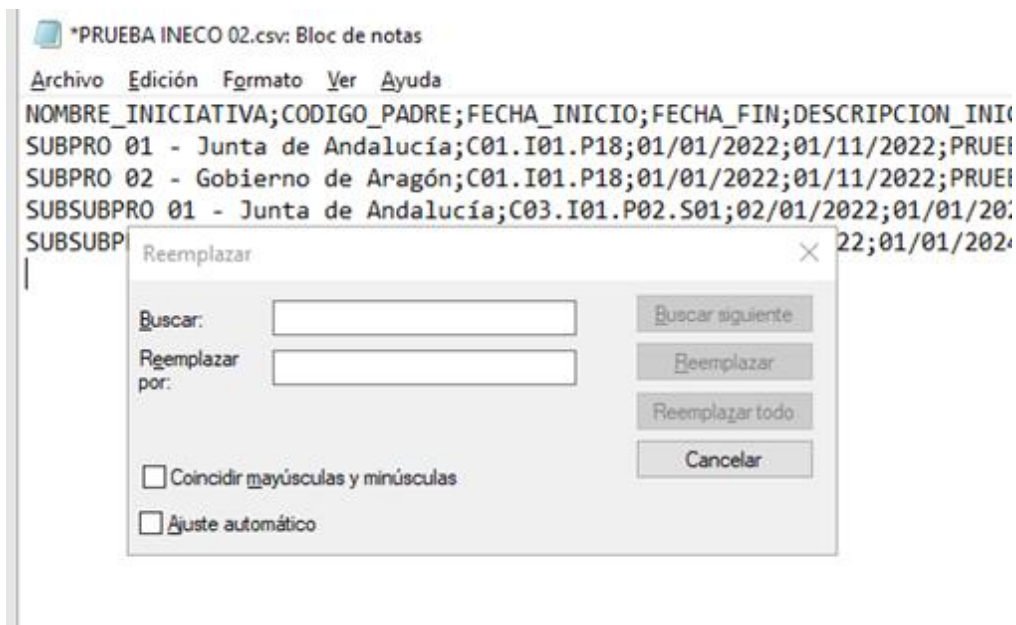 *PRUEBA INECO 02.csv: Bloc de notas
Archivo Edición Formato Ver Ayuda
NOMBRE_INICIATIVA;CODIGO_PADRE;FECHA_INICIO;FECHA_FIN;DESCRIPCION_INIC
SUBPRO 01 - Junta de Andalucía;C01.I01.P18;01/01/2022;01/11/2022;PRUEB
SUBPRO 02 - Gobierno de Aragón;C01.I01.P18;01/01/2022;01/11/2022;PRUEB
SUBSUBPRO 01 - Junta de Andalucía;C03.I01.P02.S01;02/01/2022;01/01/202
SUBSUBP 22;01/01/2024
Reemplazar
Buscar: Buscar siguiente
Reemplazar por: Reemplazar
Reemplazar todo
Cancelar
Coincidir mayúsculas y minúsculas
Ajuste automático